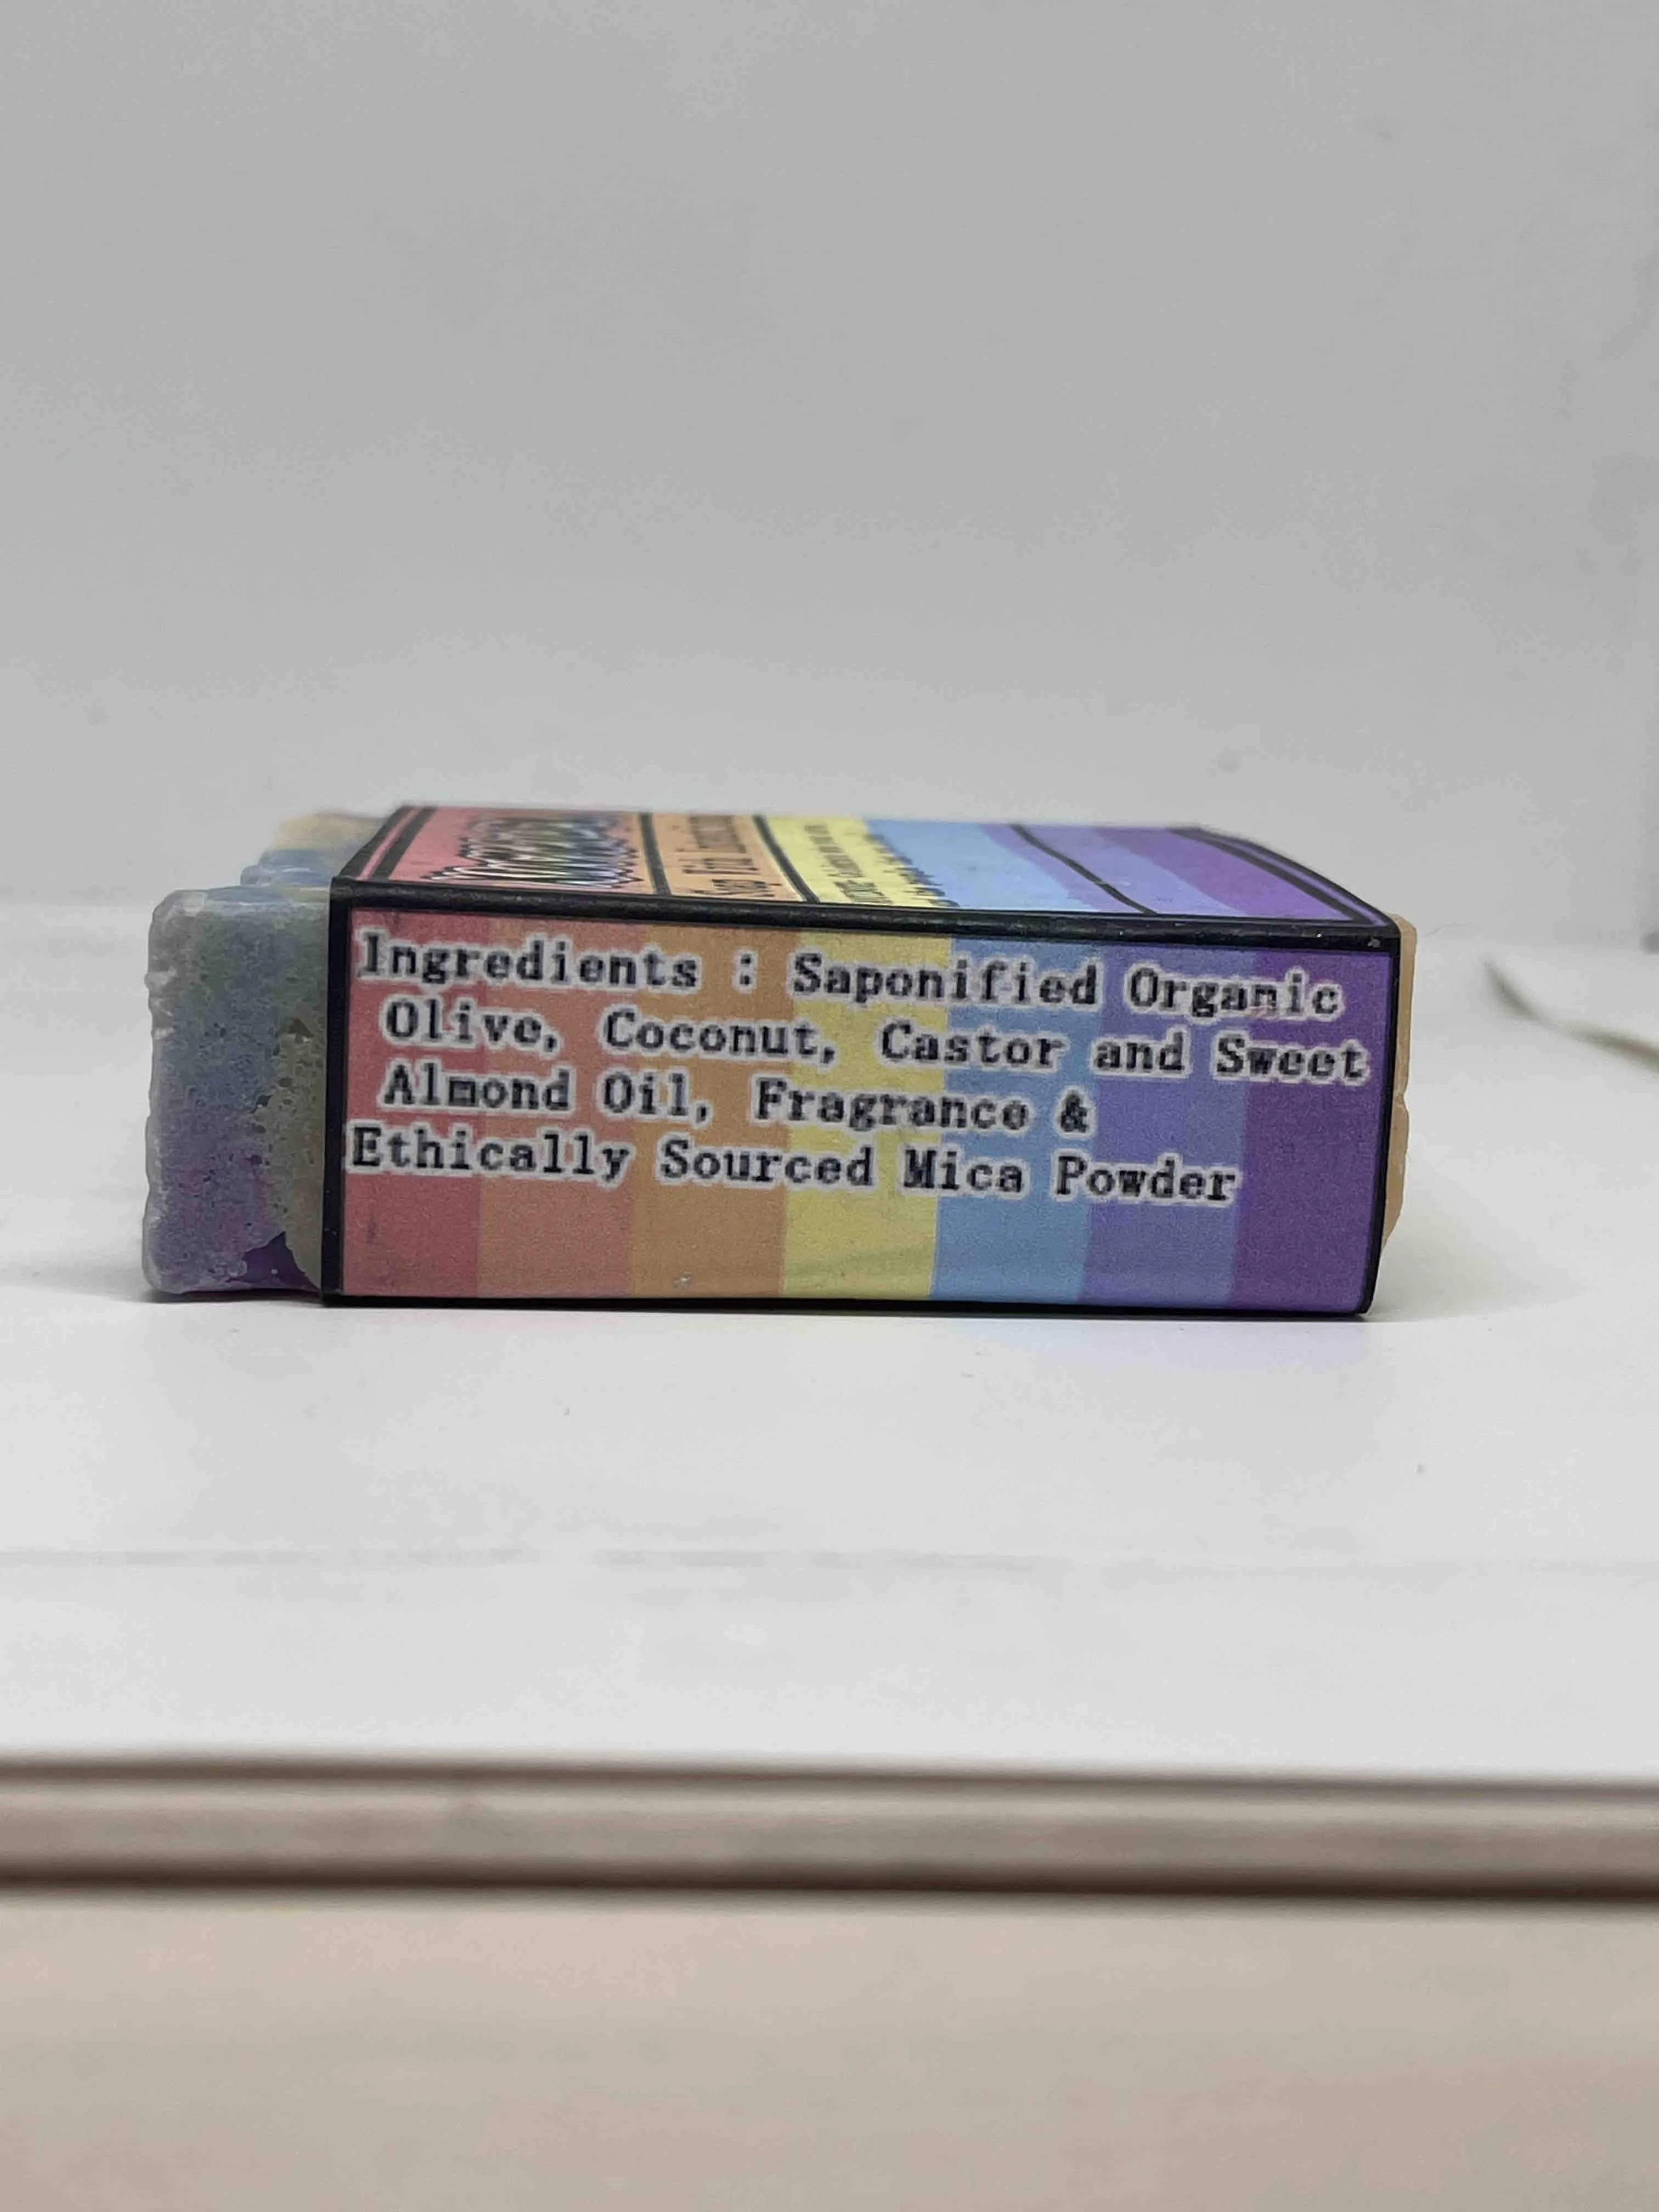 Ingredients : Saponified Organic
Olive, Coconut, Castor and Sweet
Almond Oil, Fragrance &
Ethically Sourced Mica Powder